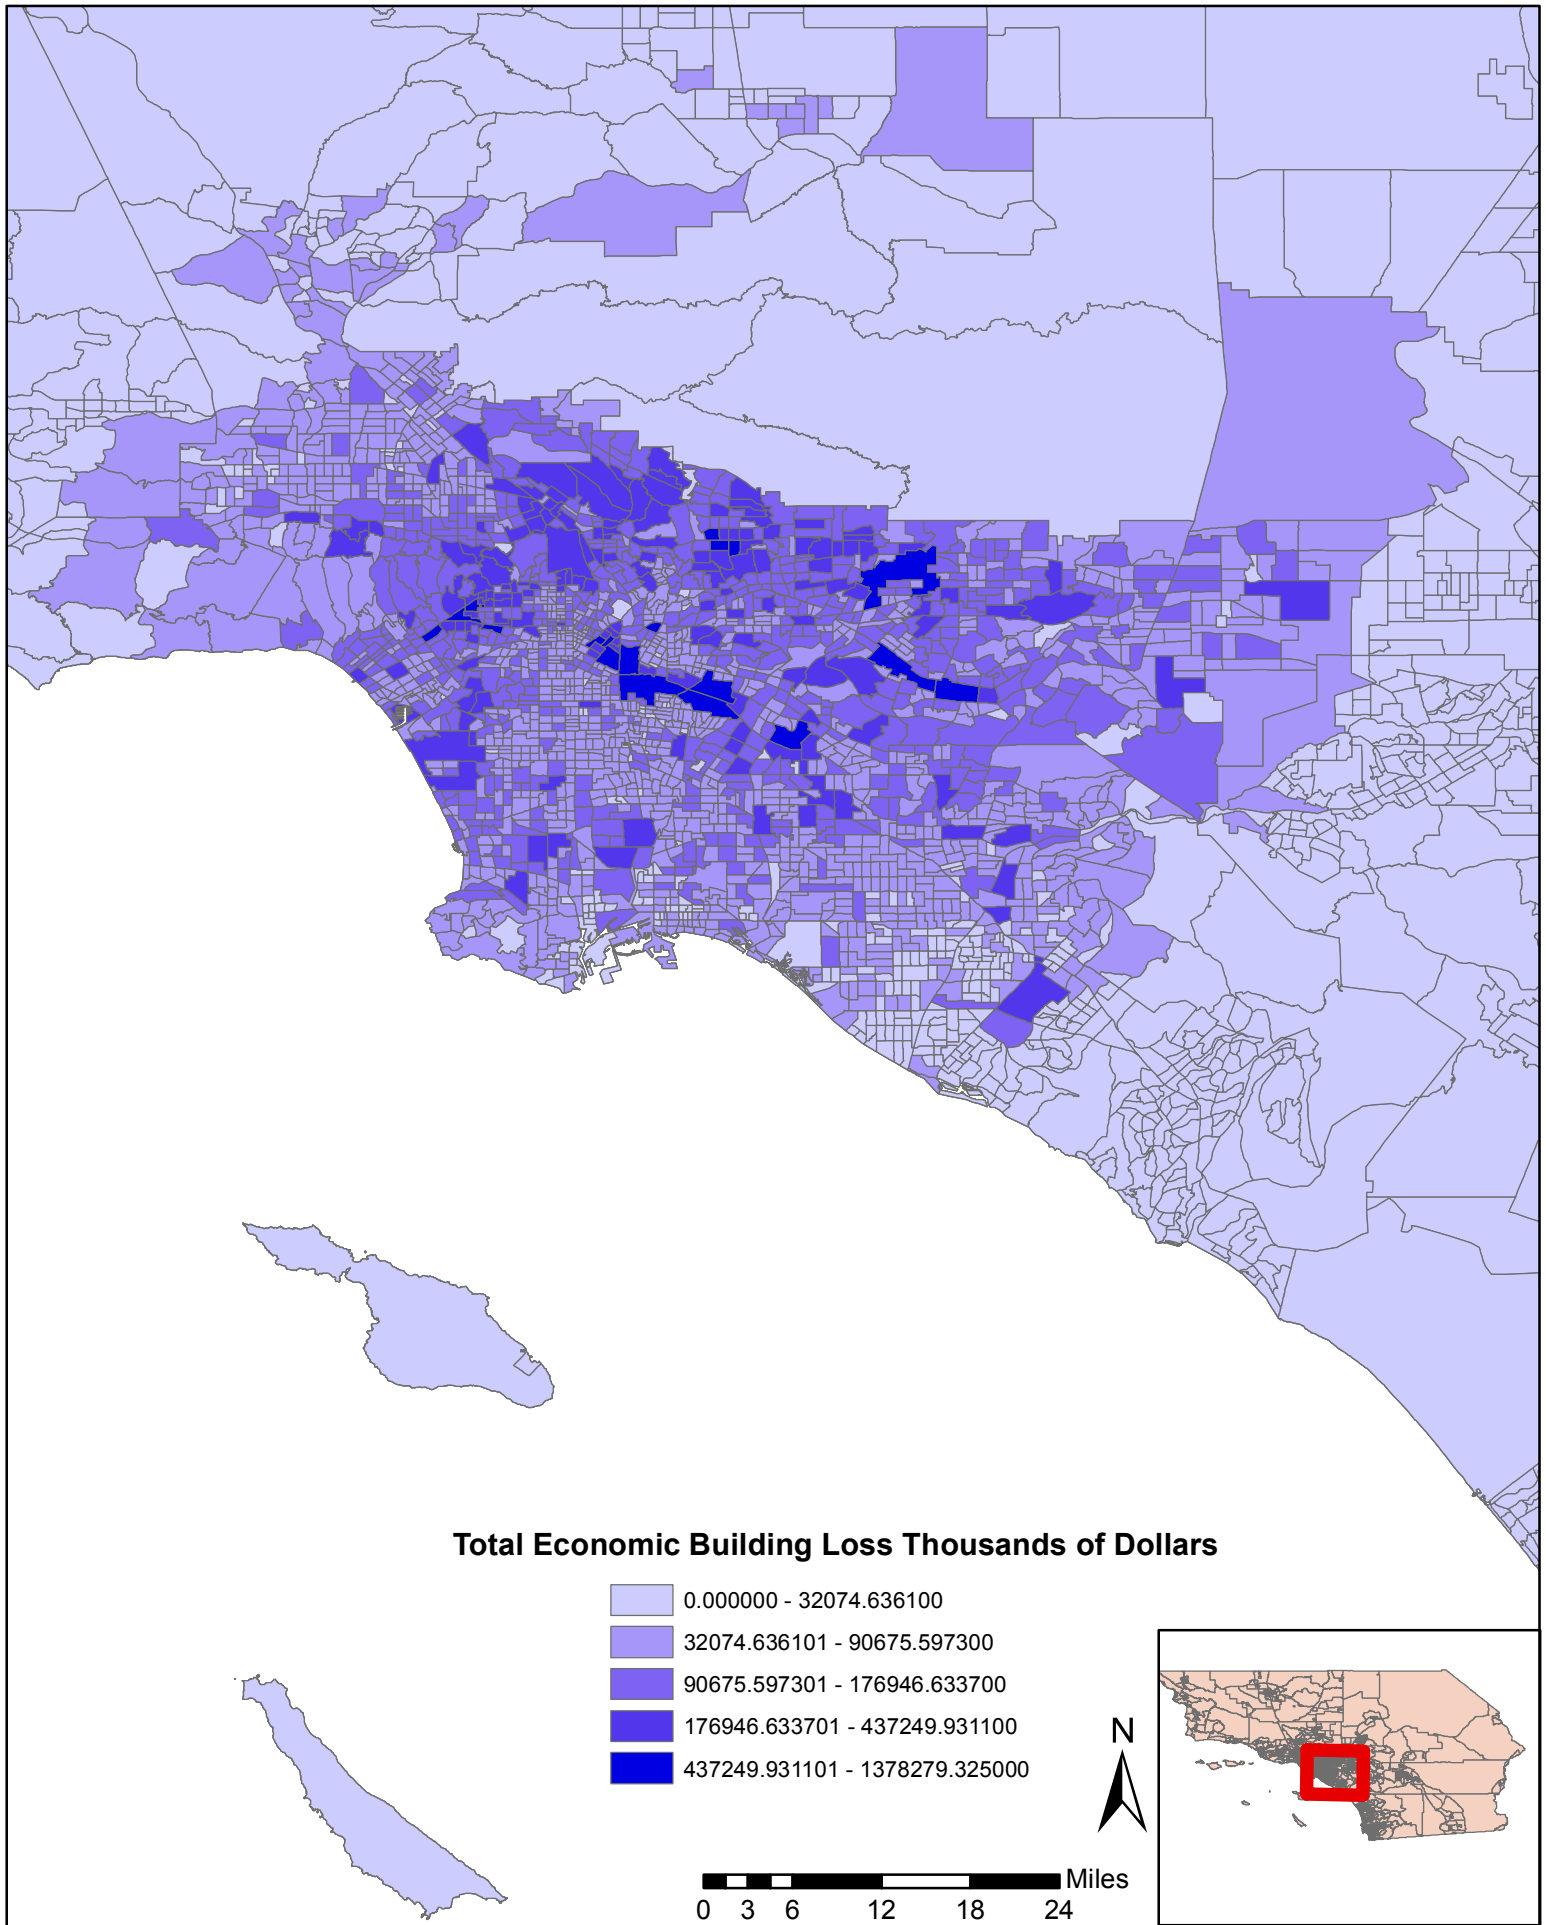 Total Economic Building Loss Thousands of Dollars
0.000000 - 32074.636100
32074.636101 - 90675.597300
90675.597301 - 176946.633700
176946.633701 - 437249.931100
437249.931101 - 1378279.325000
N
Miles
0 3 6 12 18 24